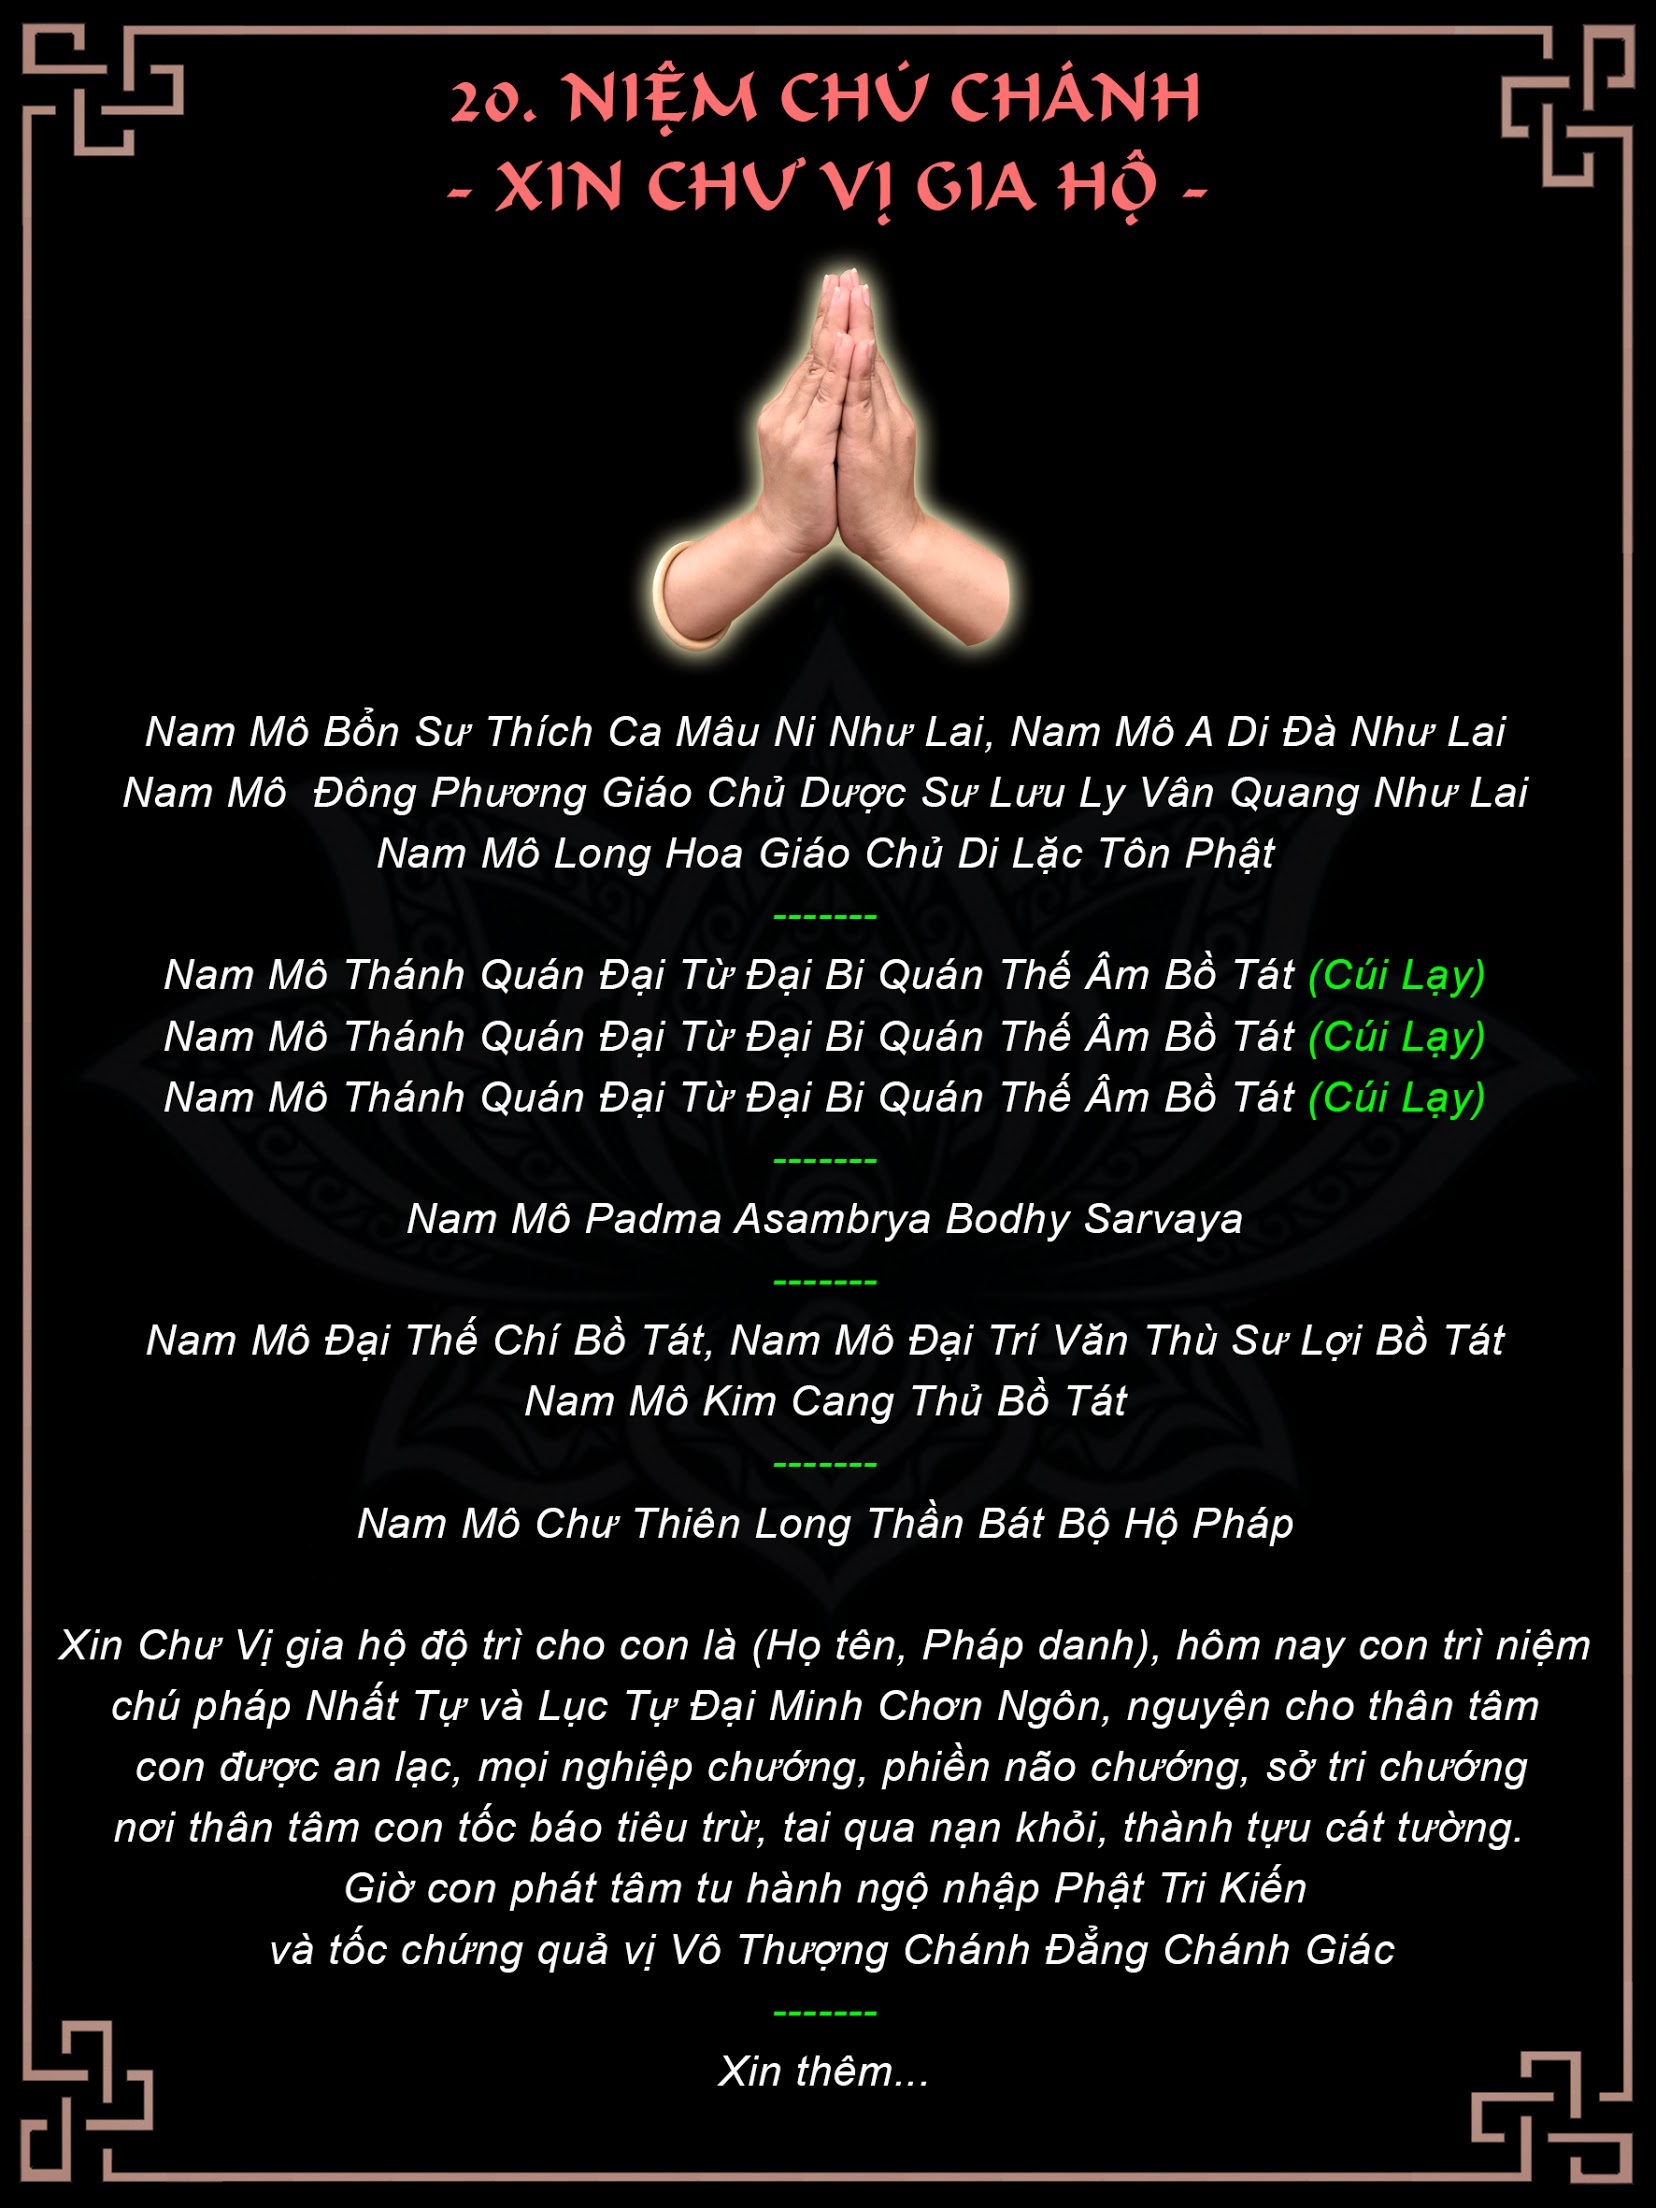 20. NIỆM CHÚ CHÁNH
- XIN CHƯ VỊ GIA HỘ -
Nam Mô Bổn Sư Thích Ca Mâu Ni Như Lai, Nam Mô A Di Đà Như Lai
Nam Mô  Đông Phương Giáo Chủ Dược Sư Lưu Ly Vân Quang Như Lai
Nam Mô Long Hoa Giáo Chủ Di Lặc Tôn Phật
-------
Nam Mô Thánh Quán Đại Từ Đại Bi Quán Thế Âm Bồ Tát (Cúi Lạy)
Nam Mô Thánh Quán Đại Từ Đại Bi Quán Thế Âm Bồ Tát (Cúi Lạy)
Nam Mô Thánh Quán Đại Từ Đại Bi Quán Thế Âm Bồ Tát (Cúi Lạy)
-------
Nam Mô Padma Asambrya Bodhy Sarvaya
-------
Nam Mô Đại Thế Chí Bồ Tát, Nam Mô Đại Trí Văn Thù Sư Lợi Bồ Tát
Nam Mô Kim Cang Thủ Bồ Tát
-------
Nam Mô Chư Thiên Long Thần Bát Bộ Hộ Pháp
Xin Chư Vị gia hộ độ trì cho con là (Họ tên, Pháp danh), hôm nay con trì niệm
chú pháp Nhất Tự và Lục Tự Đại Minh Chơn Ngôn, nguyện cho thân tâm
con được an lạc, mọi nghiệp chướng, phiền não chướng, sở tri chướng
nơi thân tâm con tốc báo tiêu trừ, tai qua nạn khỏi, thành tựu cát tường.
Giờ con phát tâm tu hành ngộ nhập Phật Tri Kiến
và tốc chứng quả vị Vô Thượng Chánh Đẳng Chánh Giác
-------
Xin thêm...